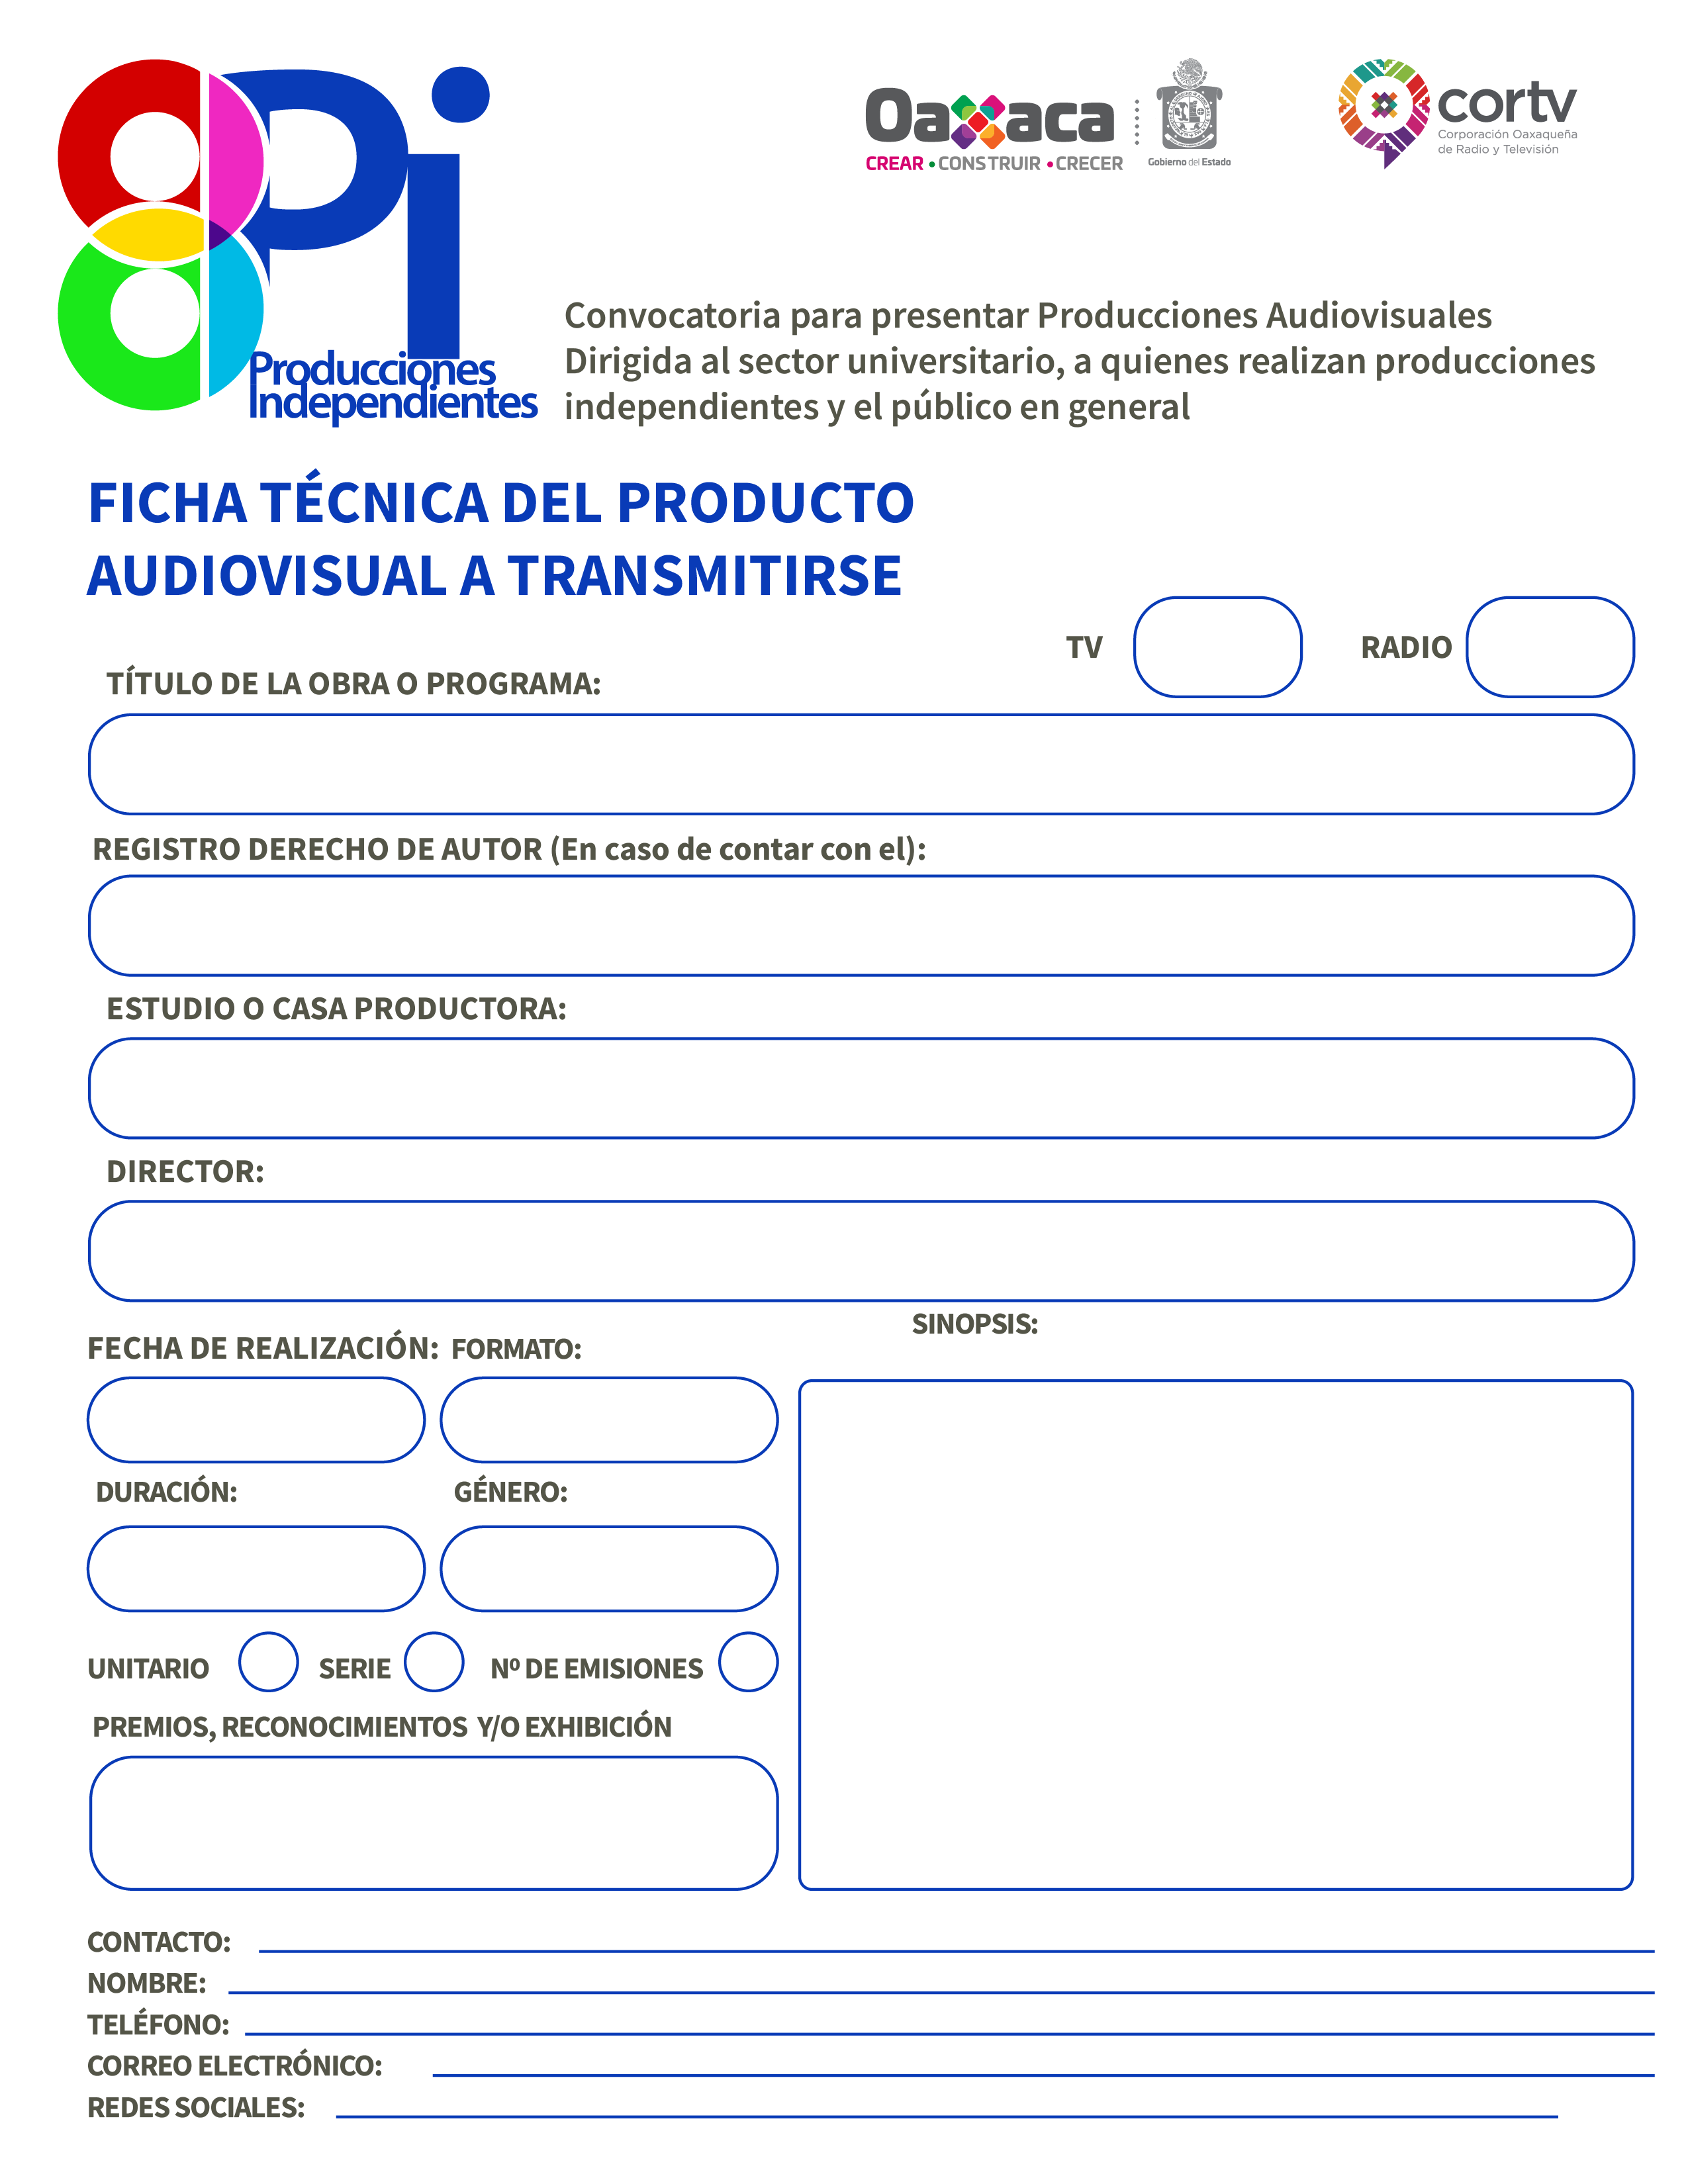 Pi
Producciones
Independientes
Oaxaca
CREAR • CONSTRUIR • CRECER
Gobierno del Estado
cortv
Corporación Oaxaqueña
de Radio y Televisión
Convocatoria para presentar Producciones Audiovisuales
Dirigida al sector universitario, a quienes realizan producciones
independientes y el público en general
FICHA TÉCNICA DEL PRODUCTO
AUDIOVISUAL A TRANSMITIRSE
TV RADIO
TÍTULO DE LA OBRA O PROGRAMA:
REGISTRO DERECHO DE AUTOR (En caso de contar con el):
ESTUDIO O CASA PRODUCTORA:
DIRECTOR:
SINOPSIS:
FECHA DE REALIZACIÓN: FORMATO:
DURACIÓN: GÉNERO:
UNITARIO SERIE Nº DE EMISIONES
PREMIOS, RECONOCIMIENTOS Y/O EXHIBICIÓN
CONTACTO:
NOMBRE:
TELÉFONO:
CORREO ELECTRÓNICO:
REDES SOCIALES: